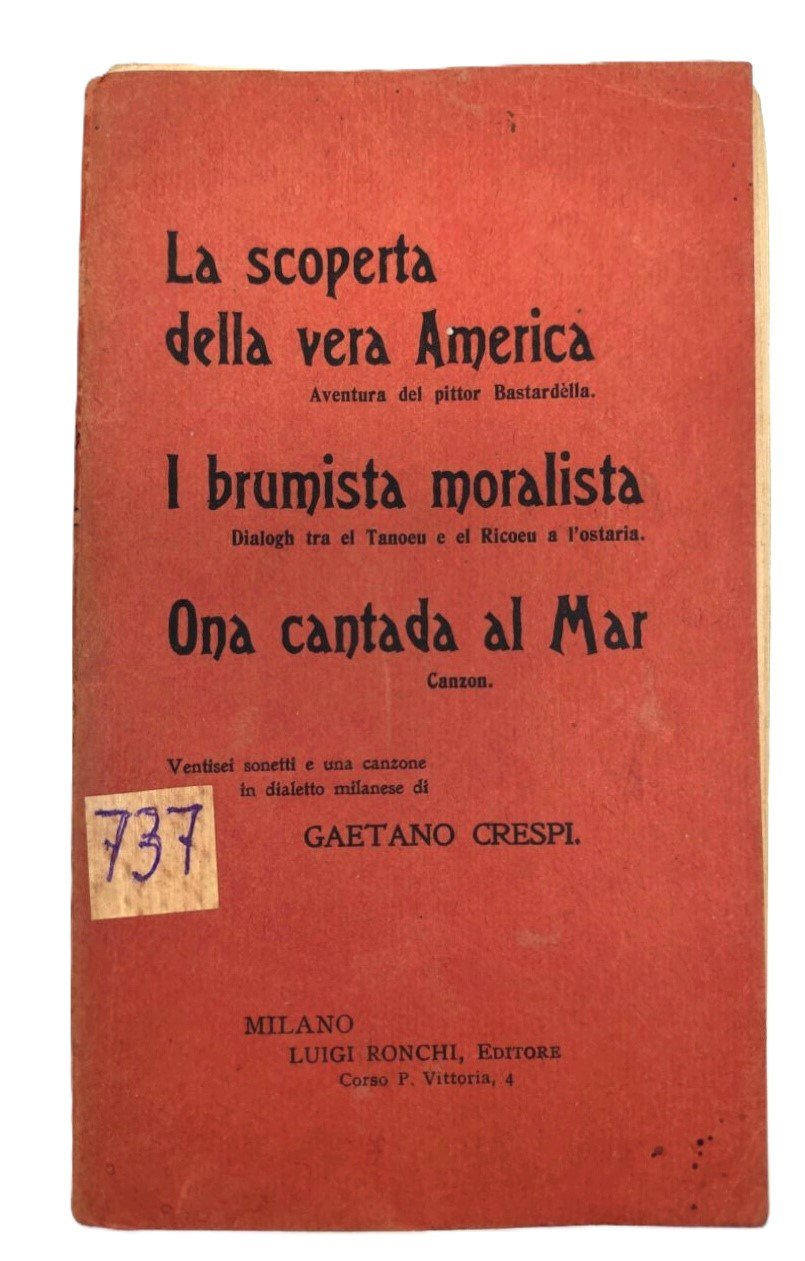 La scoperta
della vera America
Aventura del pittor Bastardèlla.
I brumista moralista
Dialogh tra el Tanoeu e el Ricoeu a l'ostaria.
Ona cantada al Mar
Canzon.
Ventisei sonetti e una canzone
in dialetto milanese di
GAETANO CRESPI.
737
MILANO
LUIGI RONCHI, EDITORE
Corso P. Vittoria, 4